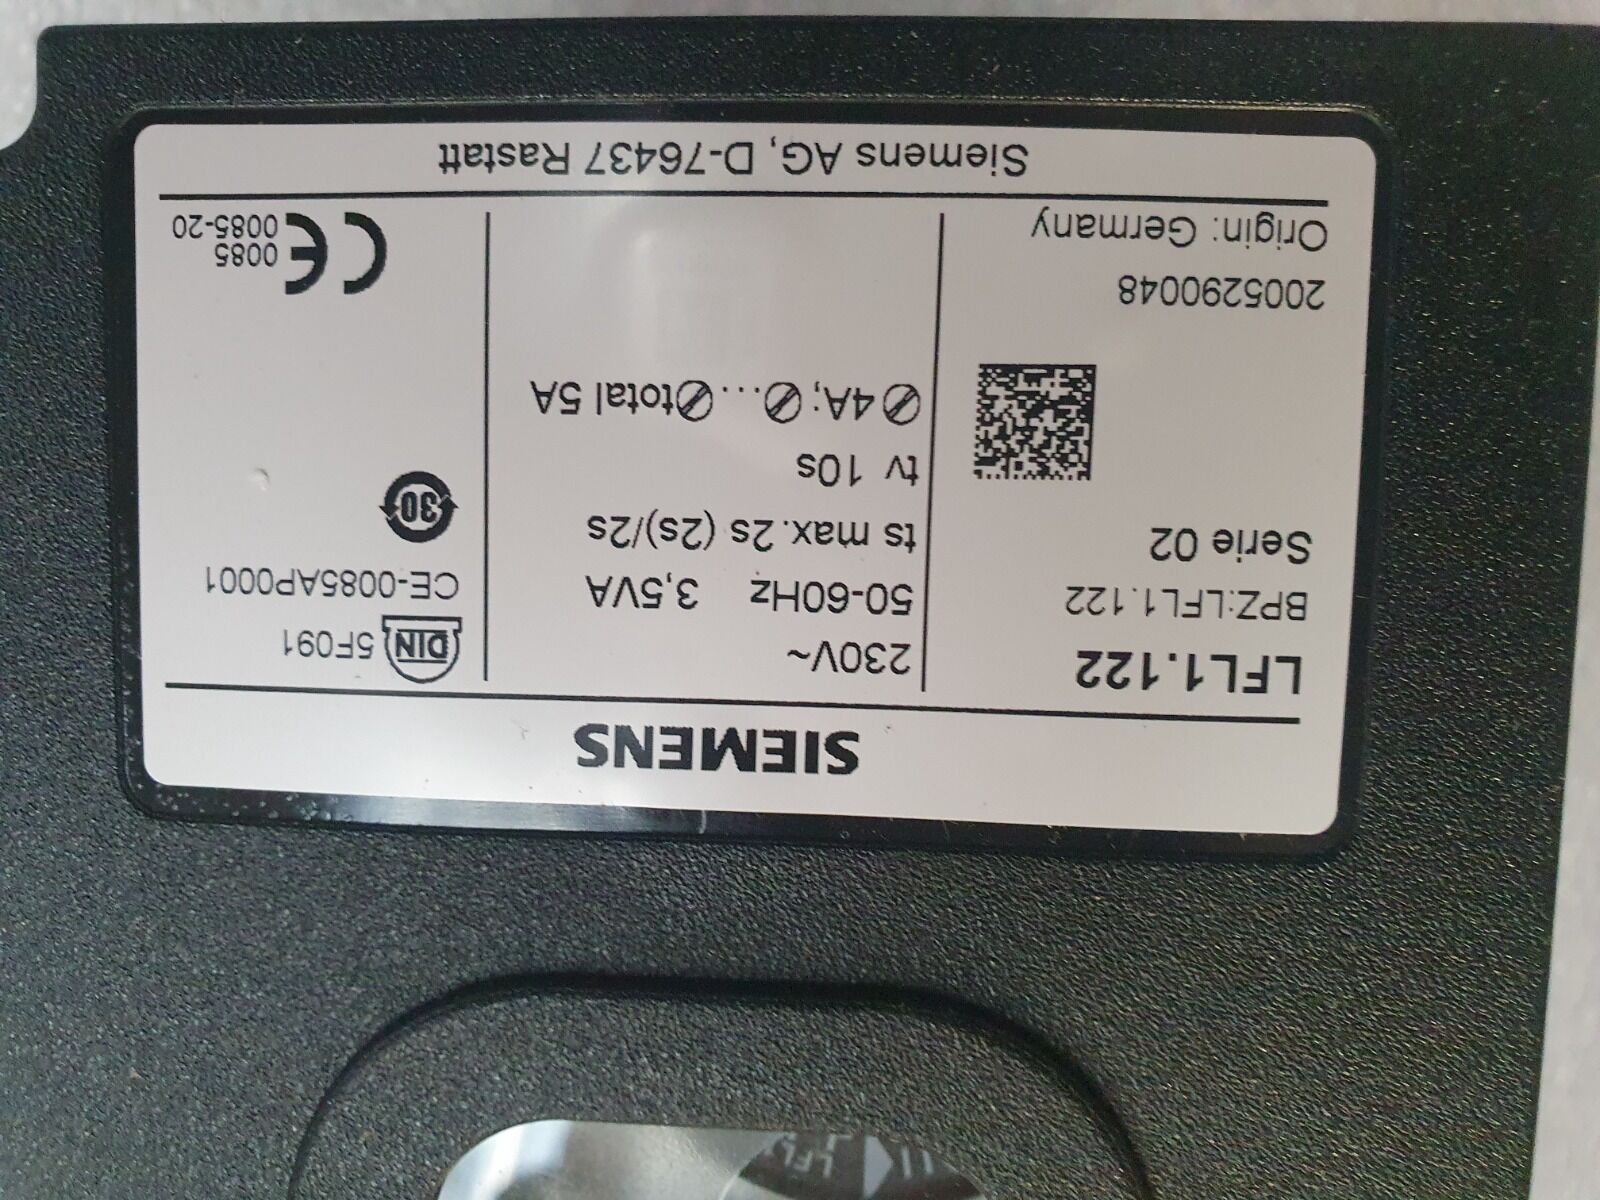 SIEMENS
LFL1.122
BPZ:LFL1.122
Serie 02
2005290048
Origin: Germany
230V~
50-60Hz 3,5VA
ts max. 2s (2s)/2s
tv 10s
⊘4A; ⊘...⊘total 5A
DIN 5F091
CE-0085AP0001
30
CE 0085
0085-20
Siemens AG, D-76437 Rastatt
LFL